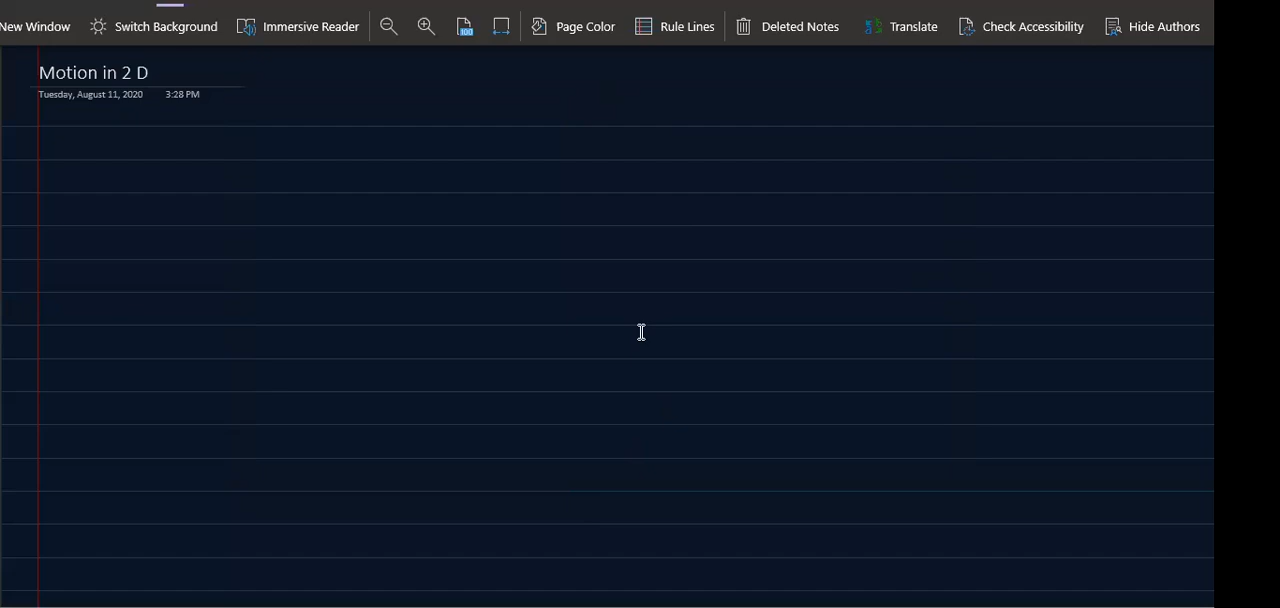 New Window Switch Background Immersive Reader 100 Page Color Rule Lines Deleted Notes Translate Check Accessibility Hide Authors
Motion in 2 D
Tuesday, August 11, 2020 3:28 PM